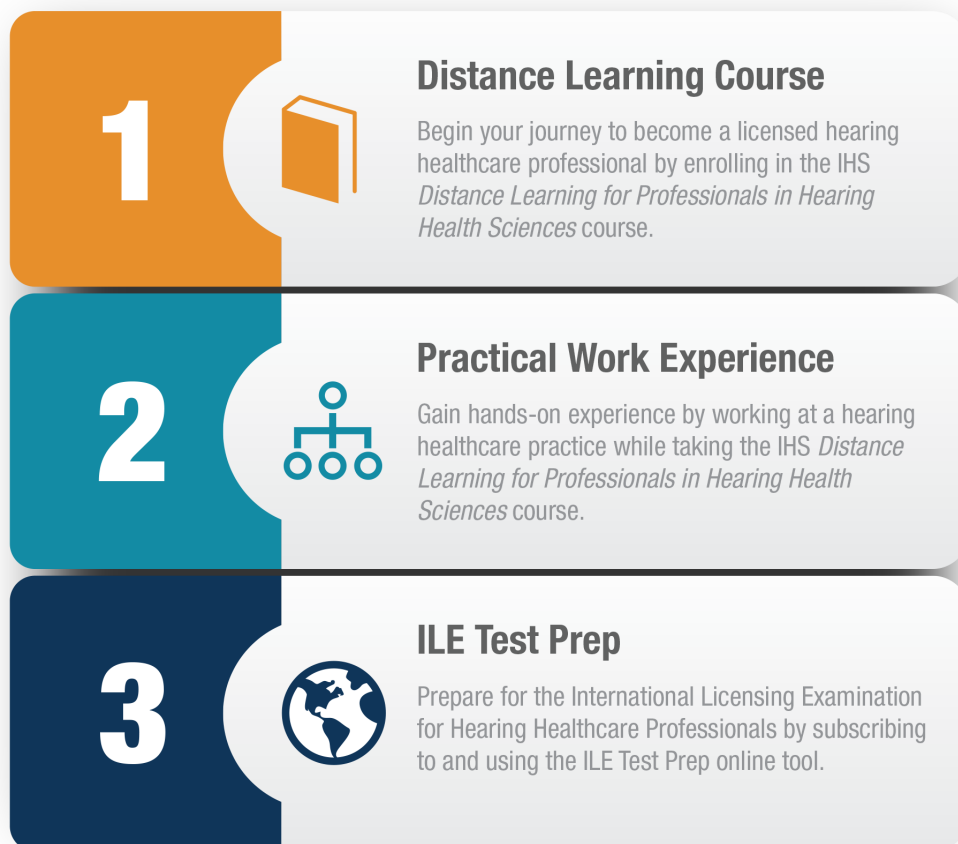 1
Distance Learning Course
Begin your journey to become a licensed hearing
healthcare professional by enrolling in the IHS
Distance Learning for Professionals in Hearing
Health Sciences course.
2
Practical Work Experience
Gain hands-on experience by working at a hearing
healthcare practice while taking the IHS Distance
Learning for Professionals in Hearing Health
Sciences course.
3
ILE Test Prep
Prepare for the International Licensing Examination
for Hearing Healthcare Professionals by subscribing
to and using the ILE Test Prep online tool.